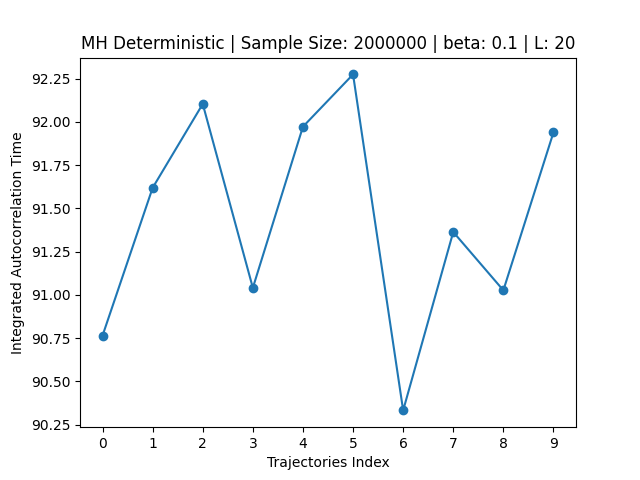 MH Deterministic | Sample Size: 2000000 | beta: 0.1 | L: 20
Integrated Autocorrelation Time
92.25
92.00
91.75
91.50
91.25
91.00
90.75
90.50
90.25
0 1 2 3 4 5 6 7 8 9
Trajectories Index